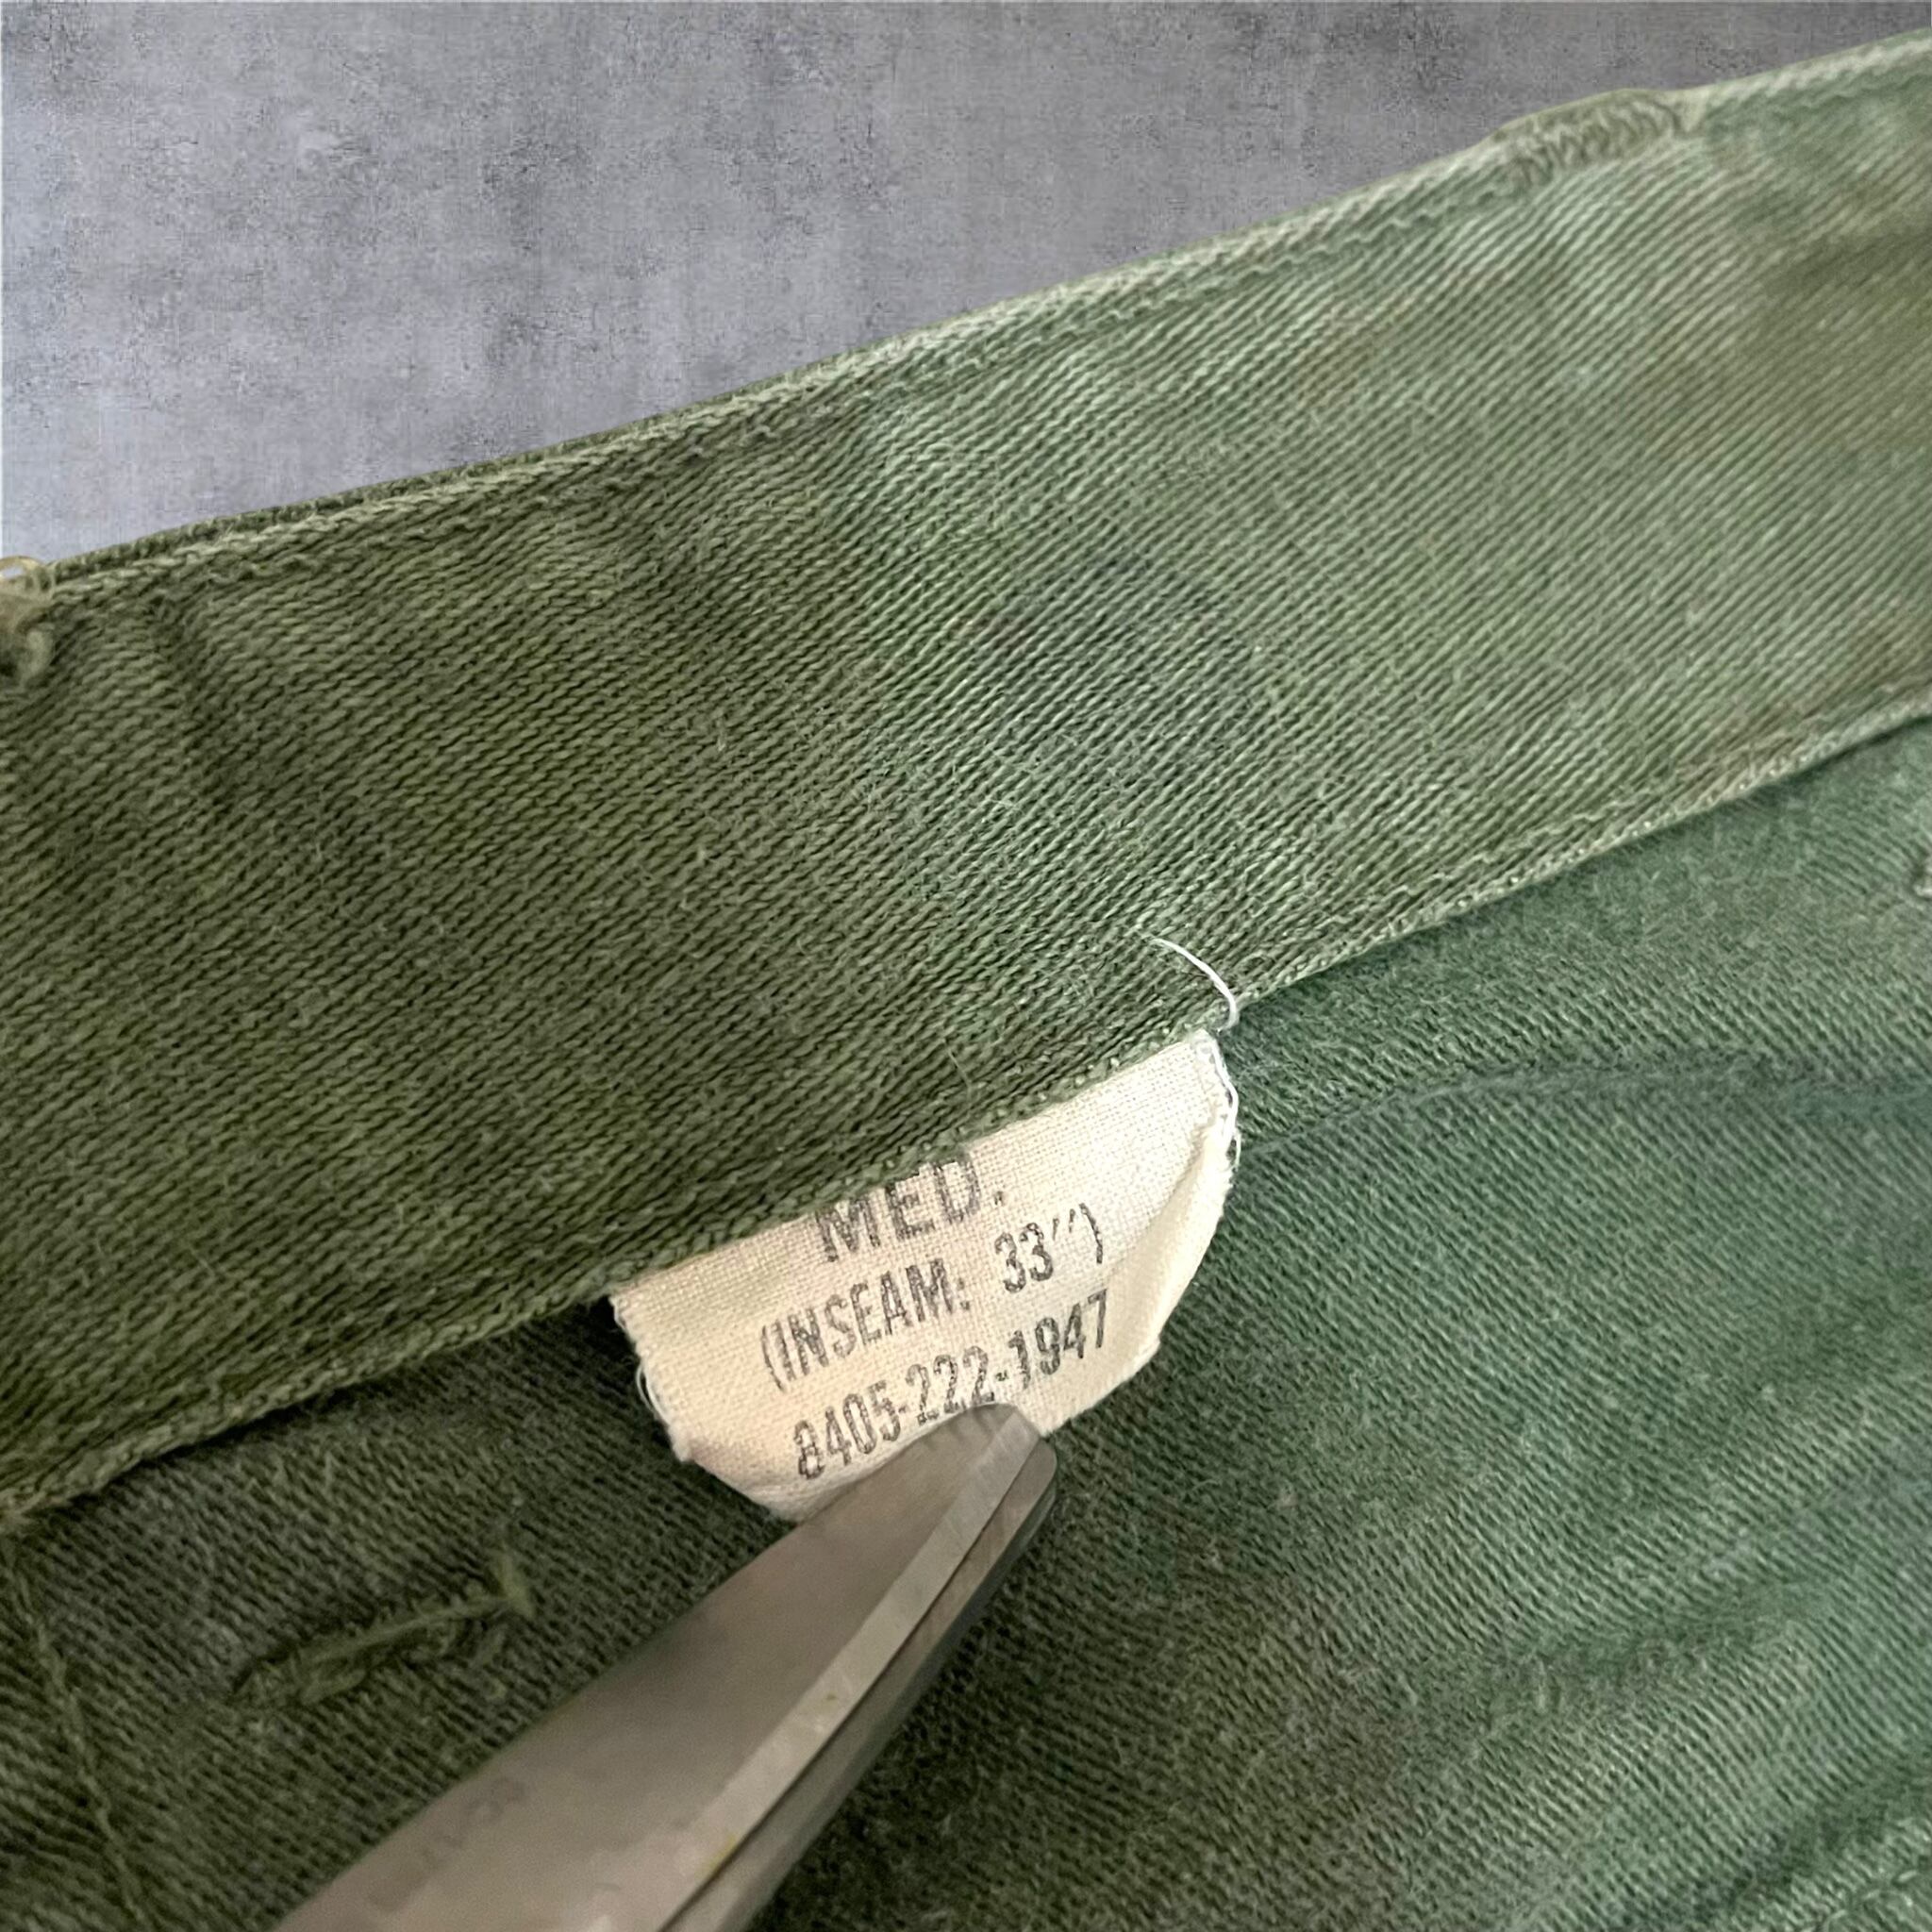 MED.
(INSEAM: 33")
8405-222-1947